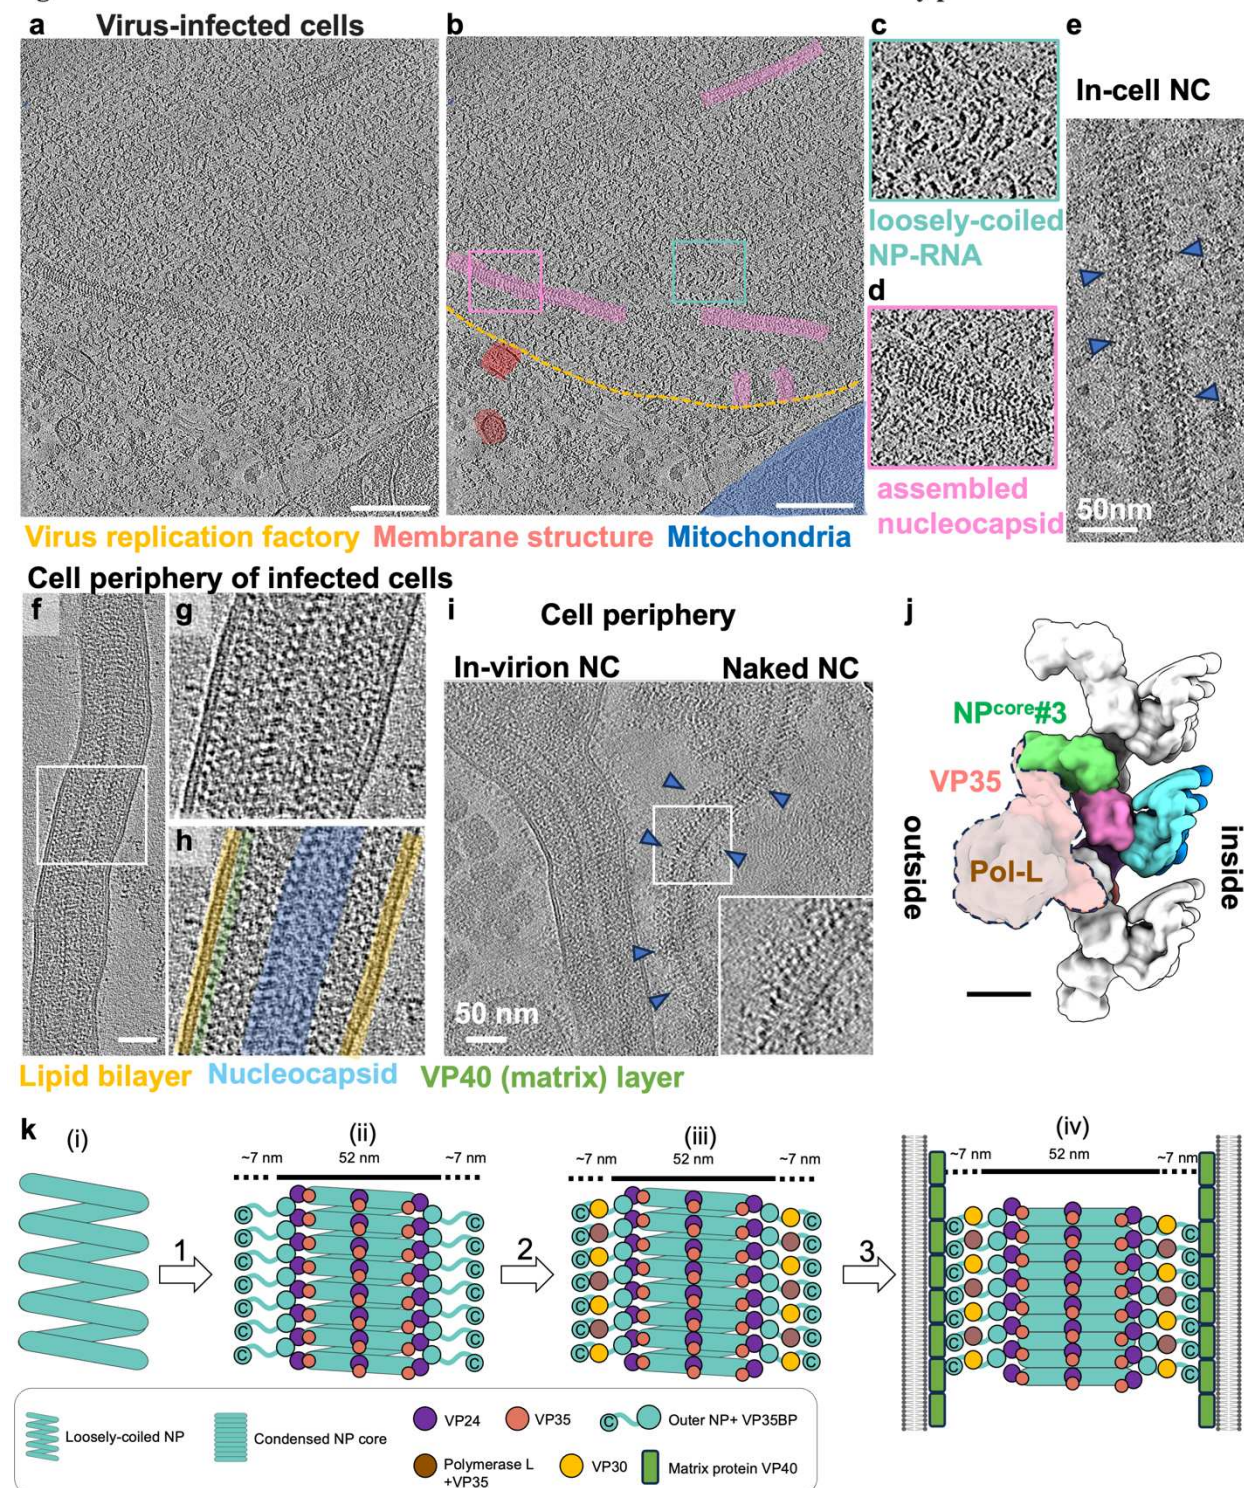 a Virus-infected cells
b
c
e
In-cell NC
loosely-coiled
NP-RNA
d
assembled
nucleocapsid
50nm
Virus replication factory Membrane structure Mitochondria
Cell periphery of infected cells
f
g
h
i
Cell periphery
In-virion NC
Naked NC
50 nm
j
NPcore#3
VP35
Pol-L
outside
inside
Lipid bilayer Nucleocapsid VP40 (matrix) layer
k
(i)
(ii)
(iii)
(iv)
~7 nm 52 nm ~7 nm
~7 nm 52 nm ~7 nm
~7 nm 52 nm ~7 nm
1
2
3
C C C C C C C C C C C C C C
C C C C C C C C C C C C C C
C C C C C C C C C C C C C C
Loosely-coiled NP
Condensed NP core
VP24
VP35
C
Outer NP+ VP35BP
Polymerase L
+VP35
VP30
Matrix protein VP40